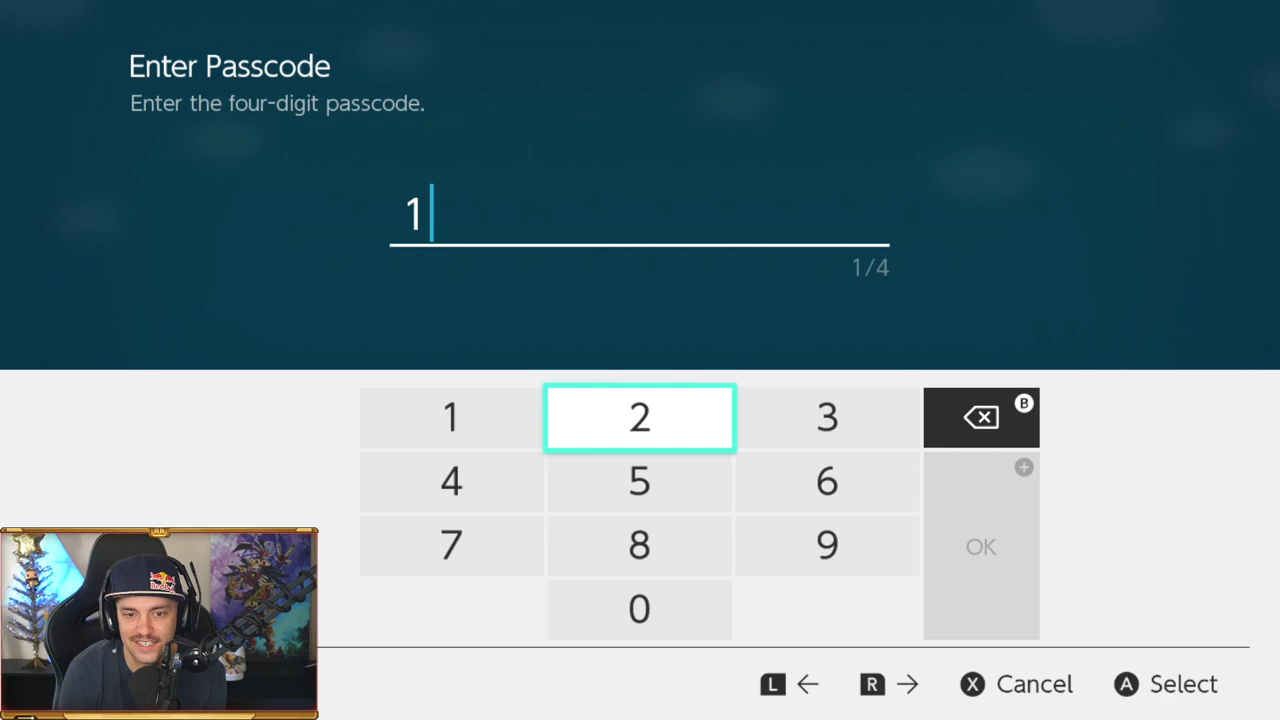 Enter Passcode
Enter the four-digit passcode.
1
1/4
1 2 3 B
4 5 6 +
7 8 9 OK
0
L ← R → X Cancel A Select